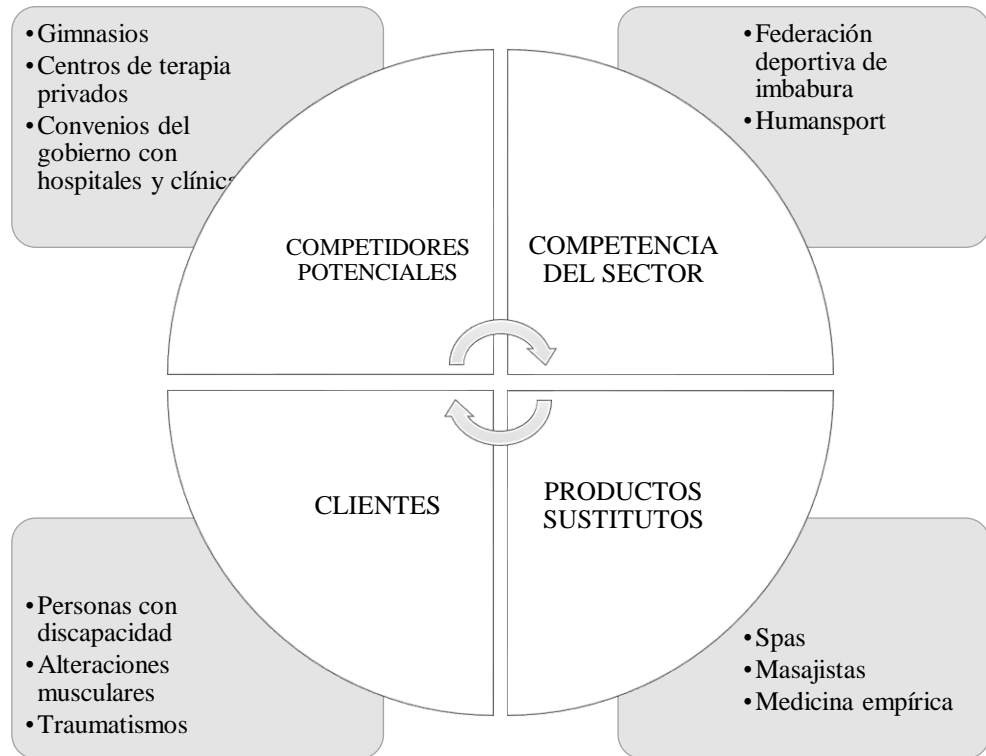 •Gimnasios
•Centros de terapia
privados
•Convenios del
gobierno con
hospitales y clínica
•Federación
deportiva de
imbabura
•Humansport
COMPETIDORES
POTENCIALES
COMPETENCIA
DEL SECTOR
CLIENTES
PRODUCTOS
SUSTITUTOS
•Personas con
discapacidad
•Alteraciones
musculares
•Traumatismos
•Spas
•Masajistas
•Medicina empírica